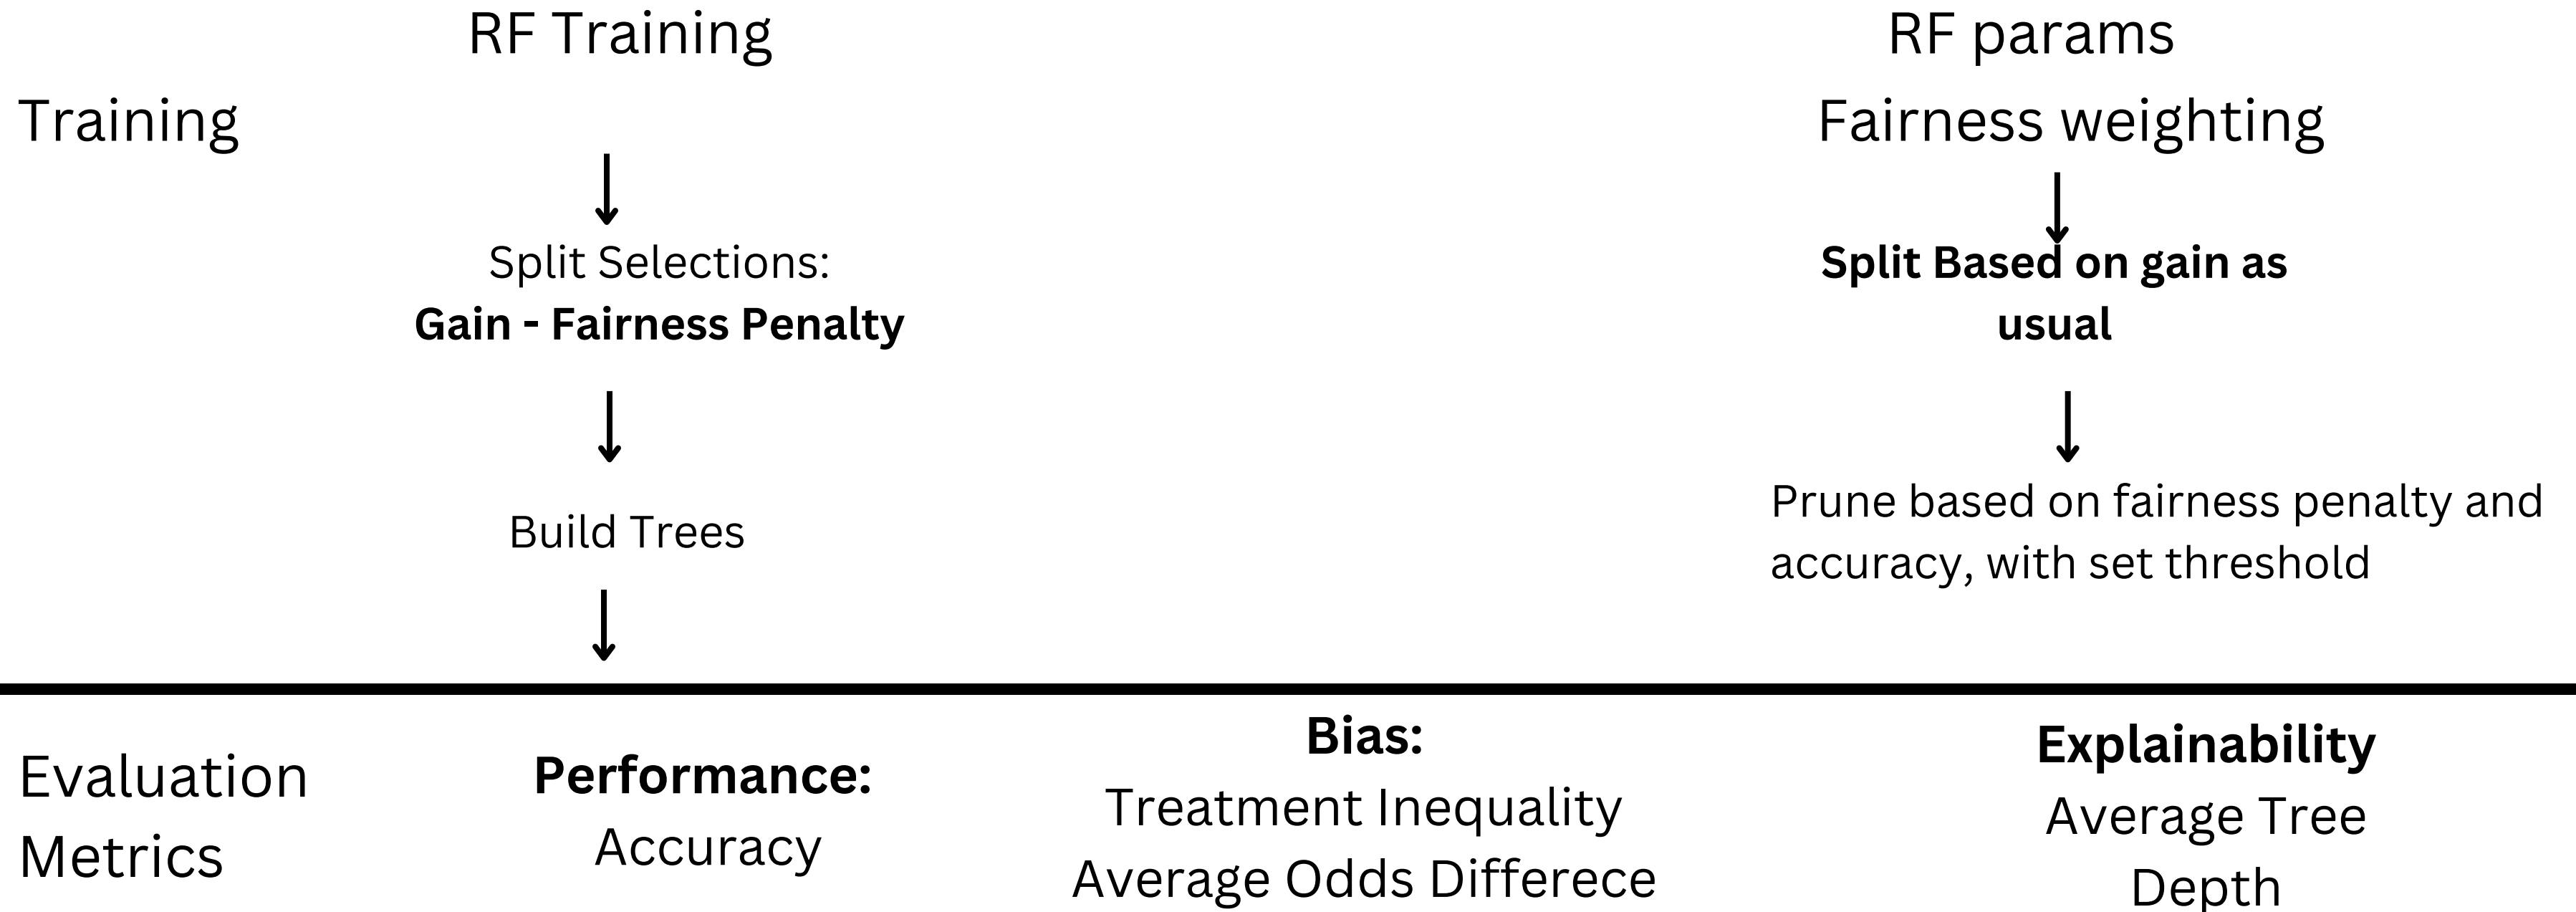 RF Training
RF params
Training
Fairness weighting
Split Selections:
Gain - Fairness Penalty
Split Based on gain as
usual
Build Trees
Prune based on fairness penalty and
accuracy, with set threshold
Evaluation
Metrics
Performance:
Accuracy
Bias:
Treatment Inequality
Average Odds Differece
Explainability
Average Tree
Depth